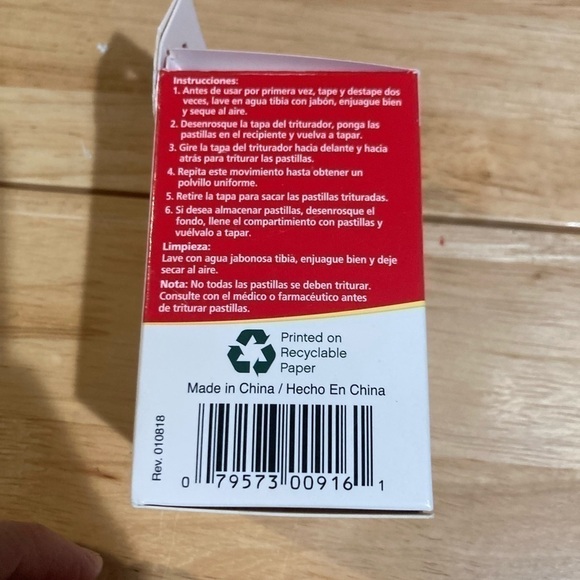 Instrucciones:
1. Antes de usar por primera vez, tape y destape dos
veces, lave en agua tibia con jabón, enjuague bien
y seque al aire.
2. Desenrosque la tapa del triturador, ponga las
pastillas en el recipiente y vuelva a tapar.
3. Gire la tapa del triturador hacia delante y hacia
atrás para triturar las pastillas.
4. Repita este movimiento hasta obtener un
polvillo uniforme.
5. Retire la tapa para sacar las pastillas trituradas.
6. Si desea almacenar pastillas, desenrosque el
fondo, llene el compartimiento con pastillas y
vuélvalo a tapar.
Limpieza:
Lave con agua jabonosa tibia, enjuague bien y deje
secar al aire.
Nota: No todas las pastillas se deben triturar.
Consulte con el médico o farmacéutico antes
de triturar pastillas.
Printed on
Recyclable
Paper
Made in China / Hecho En China
Rev. 010818
0 79573 00916 1